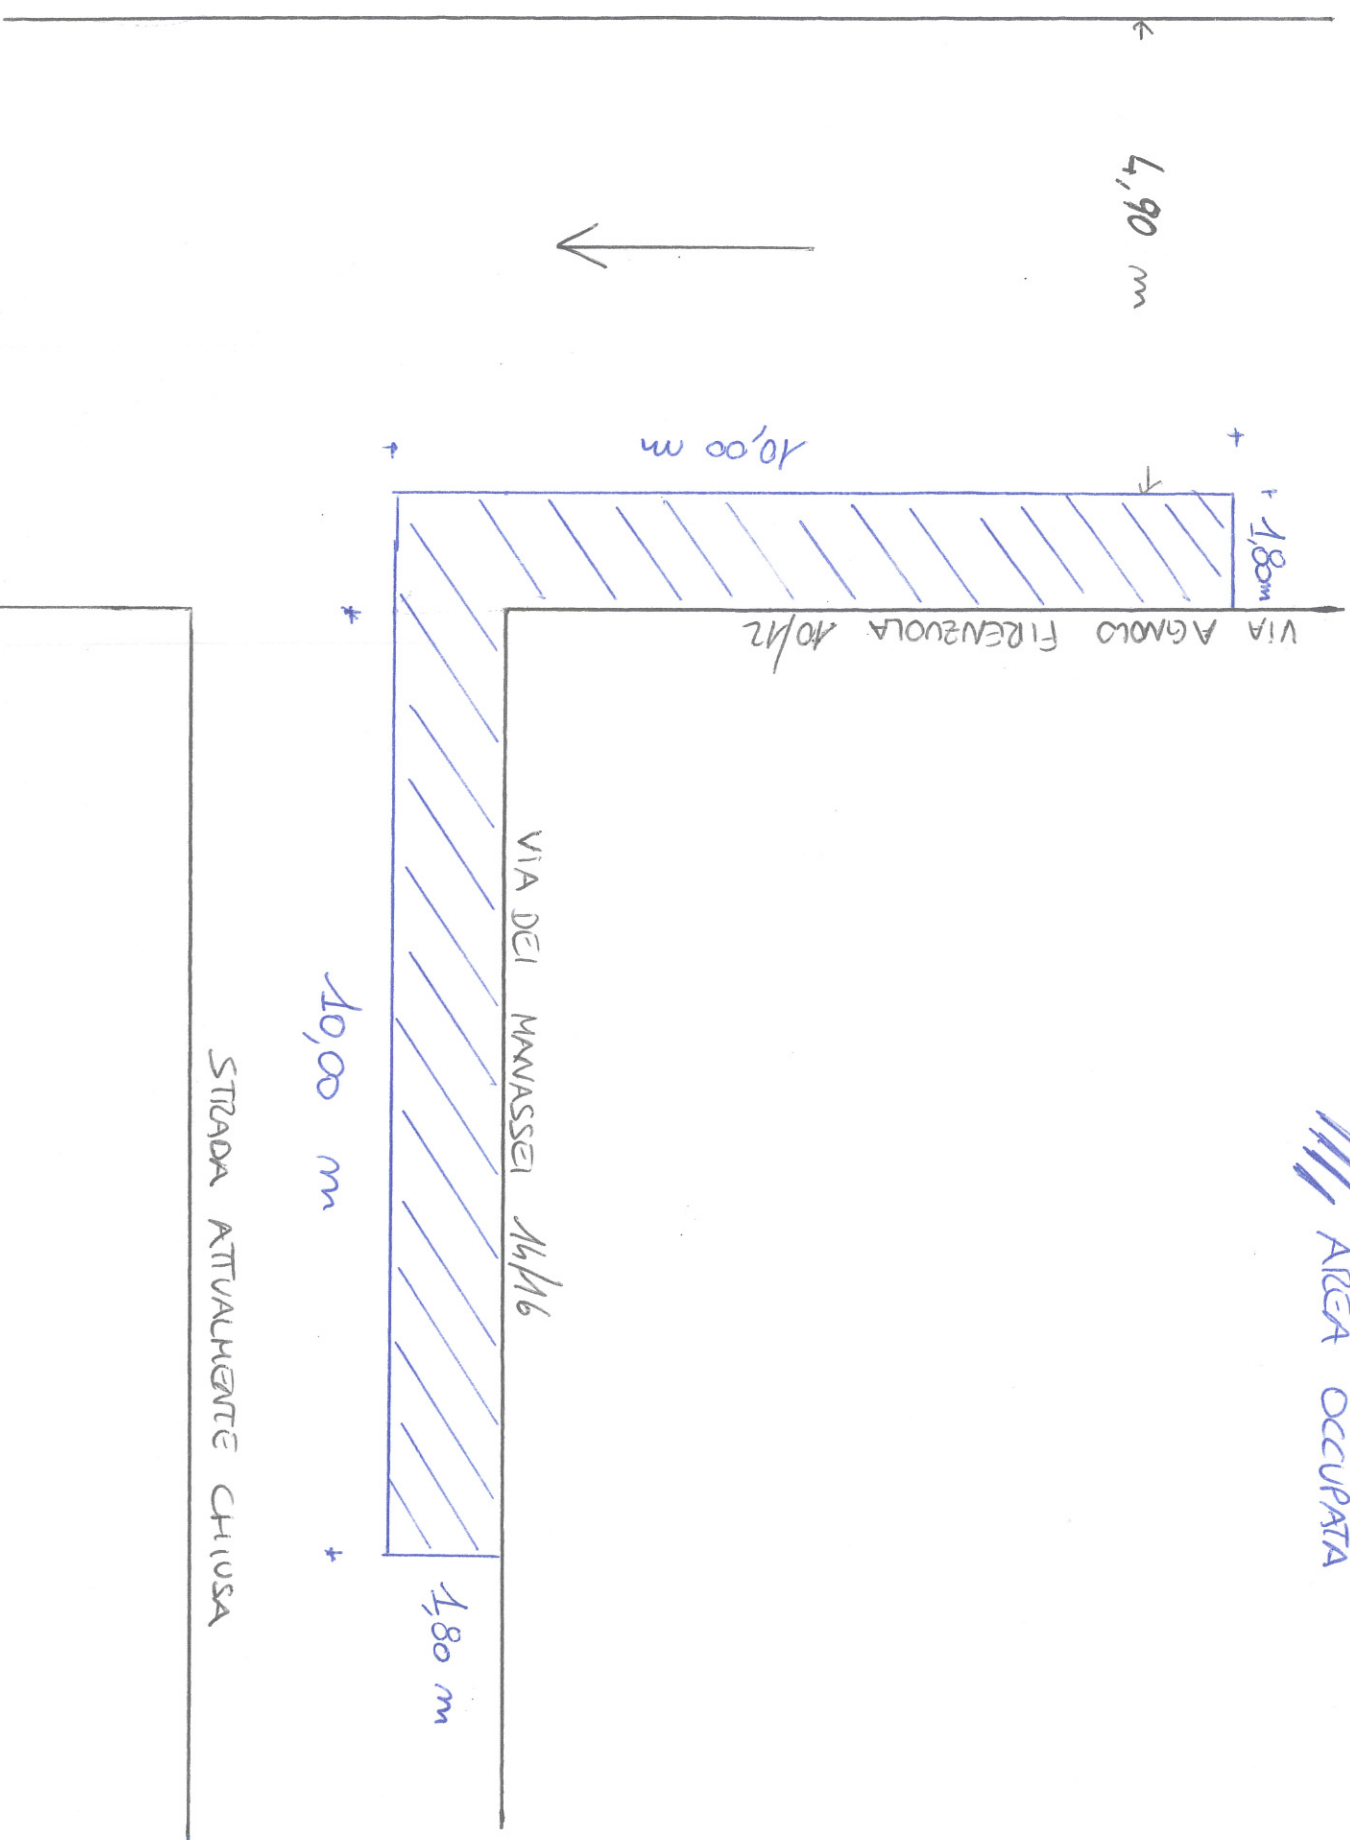 4,90 m
10,00 m
1,80m
VIA AGNOLO FIRENZUOLA 10/12
VIA DEI MANASSEI 14/16
10,00 m
1,80 m
STRADA ATTUALMENTE CHIUSA
AREA OCCUPATA